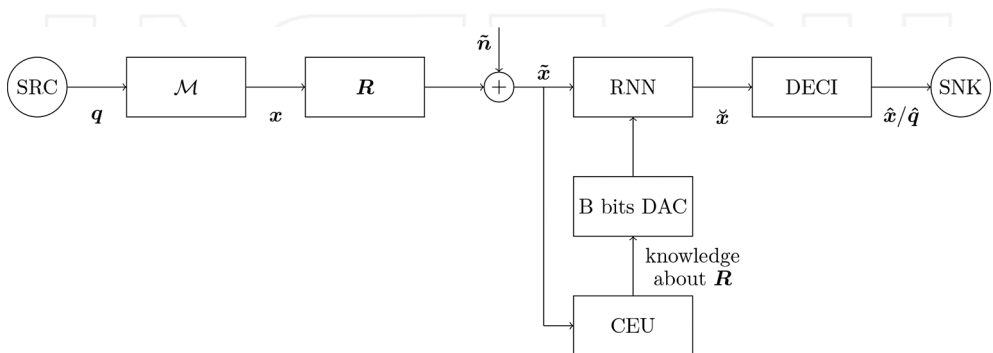 ñ
SRC
q
ℳ
x
R
+
x̃
RNN
x̆
DECI
x̂/q̂
SNK
B bits DAC
knowledge
about R
CEU